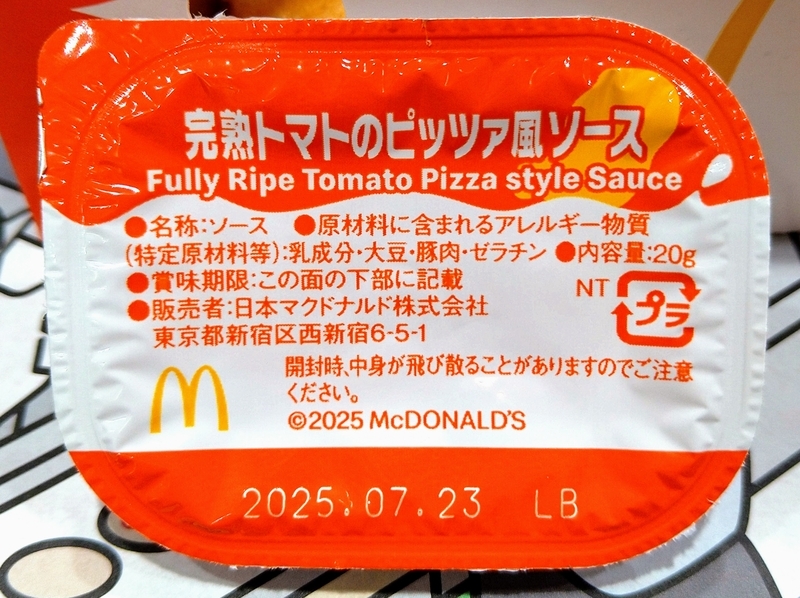 完熟トマトのピッツァ風ソース
Fully Ripe Tomato Pizza style Sauce
●名称:ソース ●原材料に含まれるアレルギー物質
(特定原材料等):乳成分・大豆・豚肉・ゼラチン ●内容量:20g
●賞味期限:この面の下部に記載
●販売者:日本マクドナルド株式会社
東京都新宿区西新宿6-5-1
NT プラ
開封時、中身が飛び散ることがありますのでご注意
ください。
©2025 McDONALD'S
2025.07.23 LB